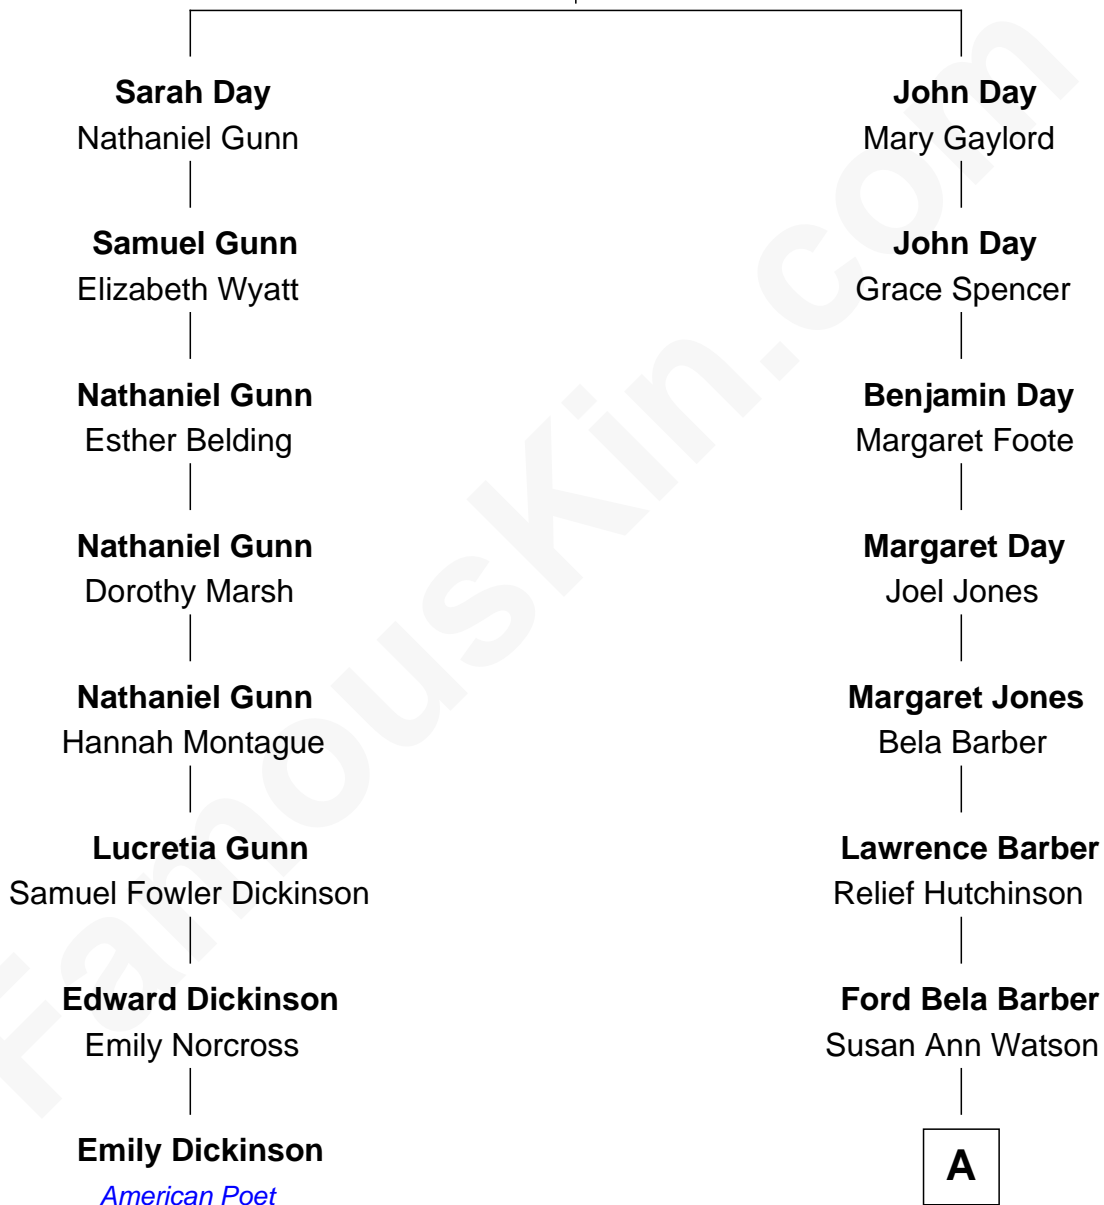 Sarah Day
Nathaniel Gunn
Samuel Gunn
Elizabeth Wyatt
Nathaniel Gunn
Esther Belding
Nathaniel Gunn
Dorothy Marsh
Nathaniel Gunn
Hannah Montague
Lucretia Gunn
Samuel Fowler Dickinson
Edward Dickinson
Emily Norcross
Emily Dickinson
American Poet
John Day
Mary Gaylord
John Day
Grace Spencer
Benjamin Day
Margaret Foote
Margaret Day
Joel Jones
Margaret Jones
Bela Barber
Lawrence Barber
Relief Hutchinson
Ford Bela Barber
Susan Ann Watson
A
FamousKin.com